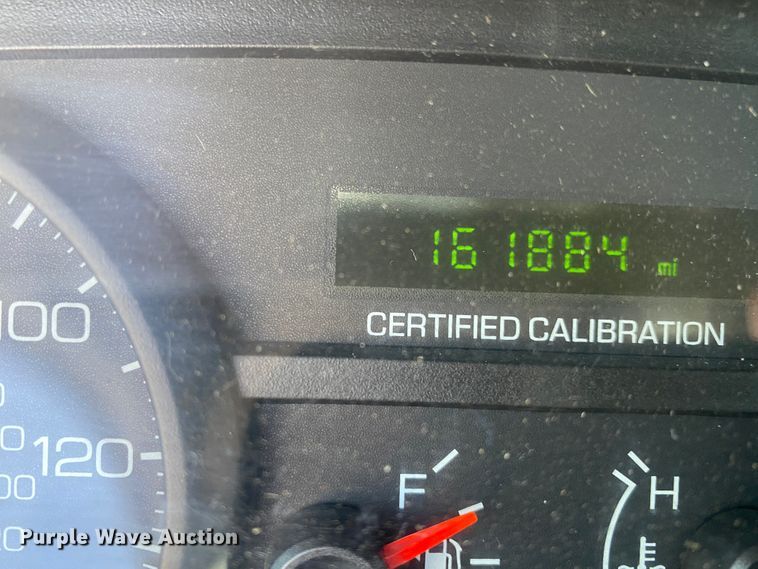 161884 mi
CERTIFIED CALIBRATION
100
120
F
H
Purple Wave Auction